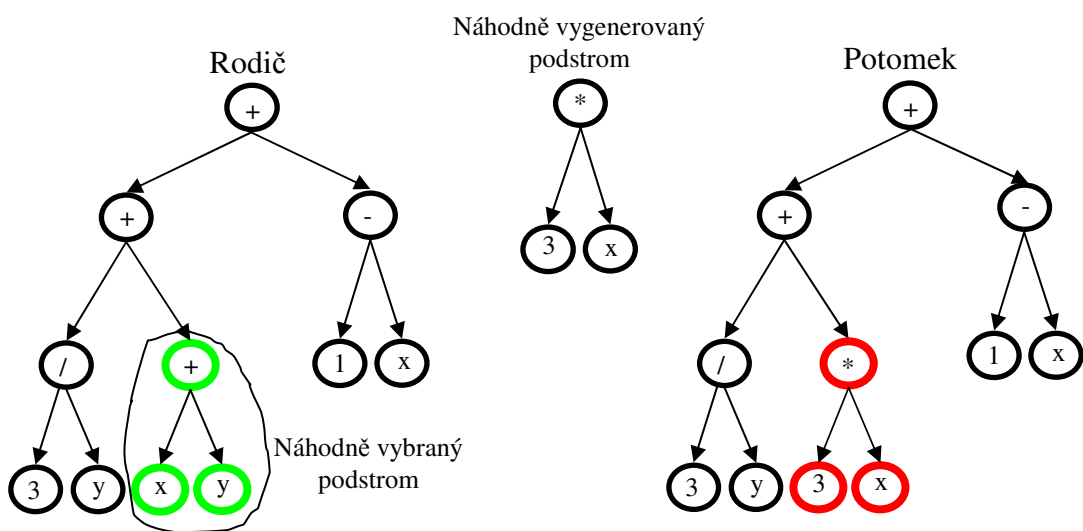 Rodič
+
+
-
/
+
1
x
3
y
x
y
Náhodně vybraný
podstrom
Náhodně vygenerovaný
podstrom
*
3
x
Potomek
+
+
-
/
*
1
x
3
y
3
x